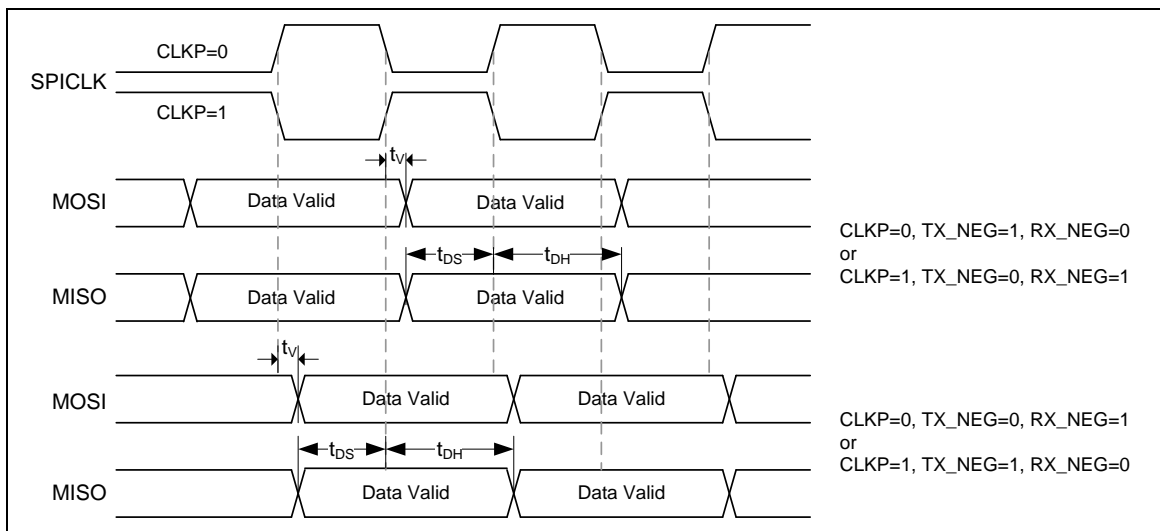 CLKP=0
SPICLK
CLKP=1
tV
MOSI
Data Valid
Data Valid
CLKP=0, TX_NEG=1, RX_NEG=0
or
CLKP=1, TX_NEG=0, RX_NEG=1
tDS
tDH
MISO
Data Valid
Data Valid
tV
MOSI
Data Valid
Data Valid
CLKP=0, TX_NEG=0, RX_NEG=1
or
CLKP=1, TX_NEG=1, RX_NEG=0
tDS
tDH
MISO
Data Valid
Data Valid